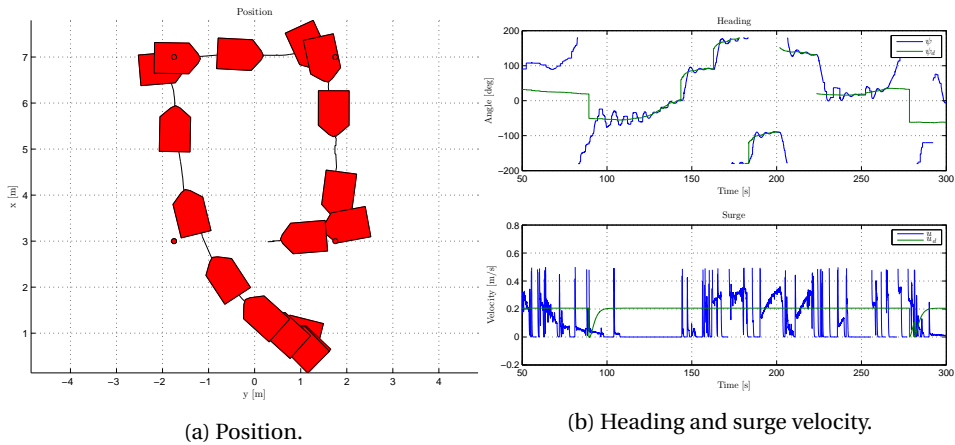 Position
7
6
5
4
3
2
1
x [m]
−4 −3 −2 −1 0 1 2 3 4
y [m]
(a) Position.
Heading
200
100
0
−100
−200
Angle [deg]
ψ
ψd
50 100 150 200 250 300
Time [s]
Surge
0.8
0.6
0.4
0.2
0
−0.2
Velocity [m/s]
u
ud
50 100 150 200 250 300
Time [s]
(b) Heading and surge velocity.